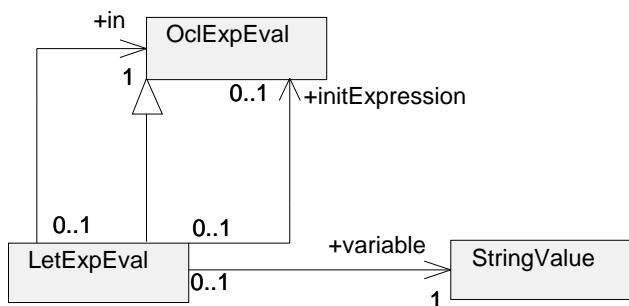 +in
OclExpEval
1
0..1
+initExpression
0..1
0..1
+variable
LetExpEval
0..1
StringValue
1